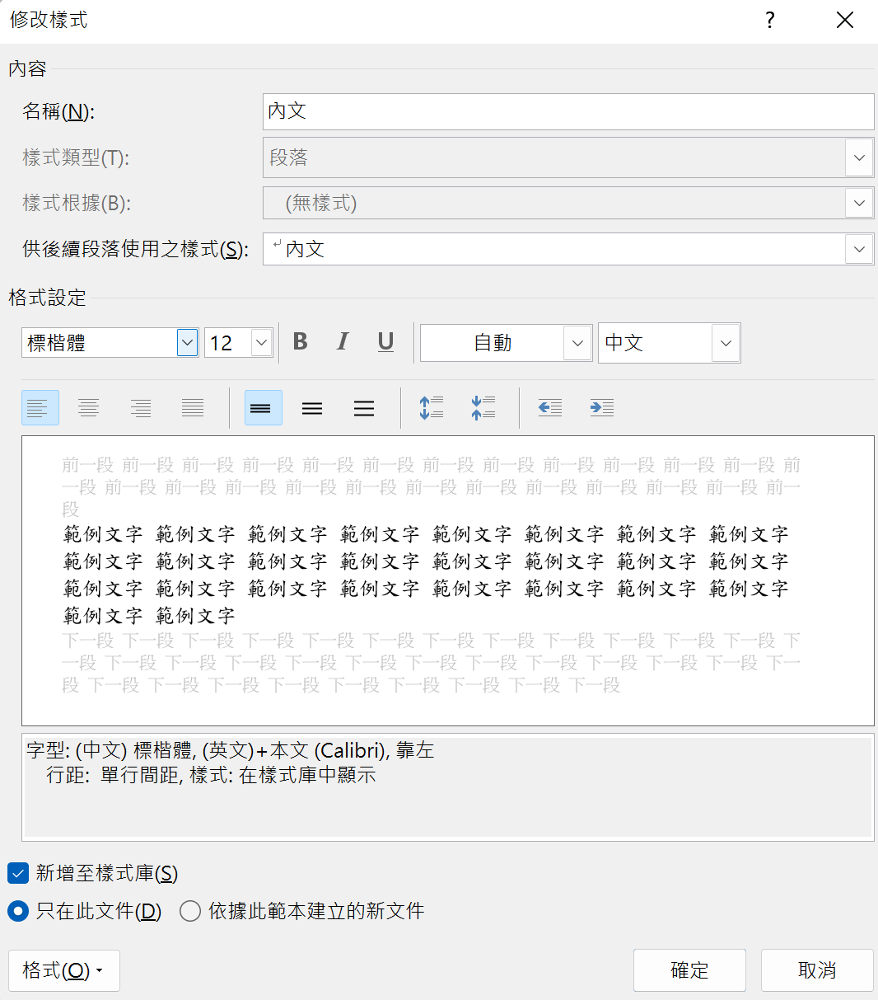 修改樣式 ?
內容
名稱(N): 內文
樣式類型(T): 段落
樣式根據(B): (無樣式)
供後續段落使用之樣式(S): 內文
格式設定
標楷體 12 B I U 自動 中文
前一段 前一段 前一段 前一段 前一段 前一段 前一段 前一段 前一段 前一段 前一段 前一段 前
一段 前一段 前一段 前一段 前一段 前一段 前一段 前一段 前一段 前一段 前一段 前一段 前一
段
範例文字 範例文字 範例文字 範例文字 範例文字 範例文字 範例文字 範例文字
範例文字 範例文字 範例文字 範例文字 範例文字 範例文字 範例文字 範例文字
範例文字 範例文字 範例文字 範例文字 範例文字 範例文字 範例文字 範例文字
範例文字 範例文字
下一段 下一段 下一段 下一段 下一段 下一段 下一段 下一段 下一段 下一段 下一段 下一段 下
一段 下一段 下一段 下一段 下一段 下一段 下一段 下一段 下一段 下一段 下一段 下一段 下一
段 下一段 下一段 下一段 下一段 下一段 下一段 下一段 下一段 下一段
字型: (中文) 標楷體, (英文)+本文 (Calibri), 靠左
行距: 單行間距, 樣式: 在樣式庫中顯示
新增至樣式庫(S)
只在此文件(D) 依據此範本建立的新文件
格式(O) 確定 取消